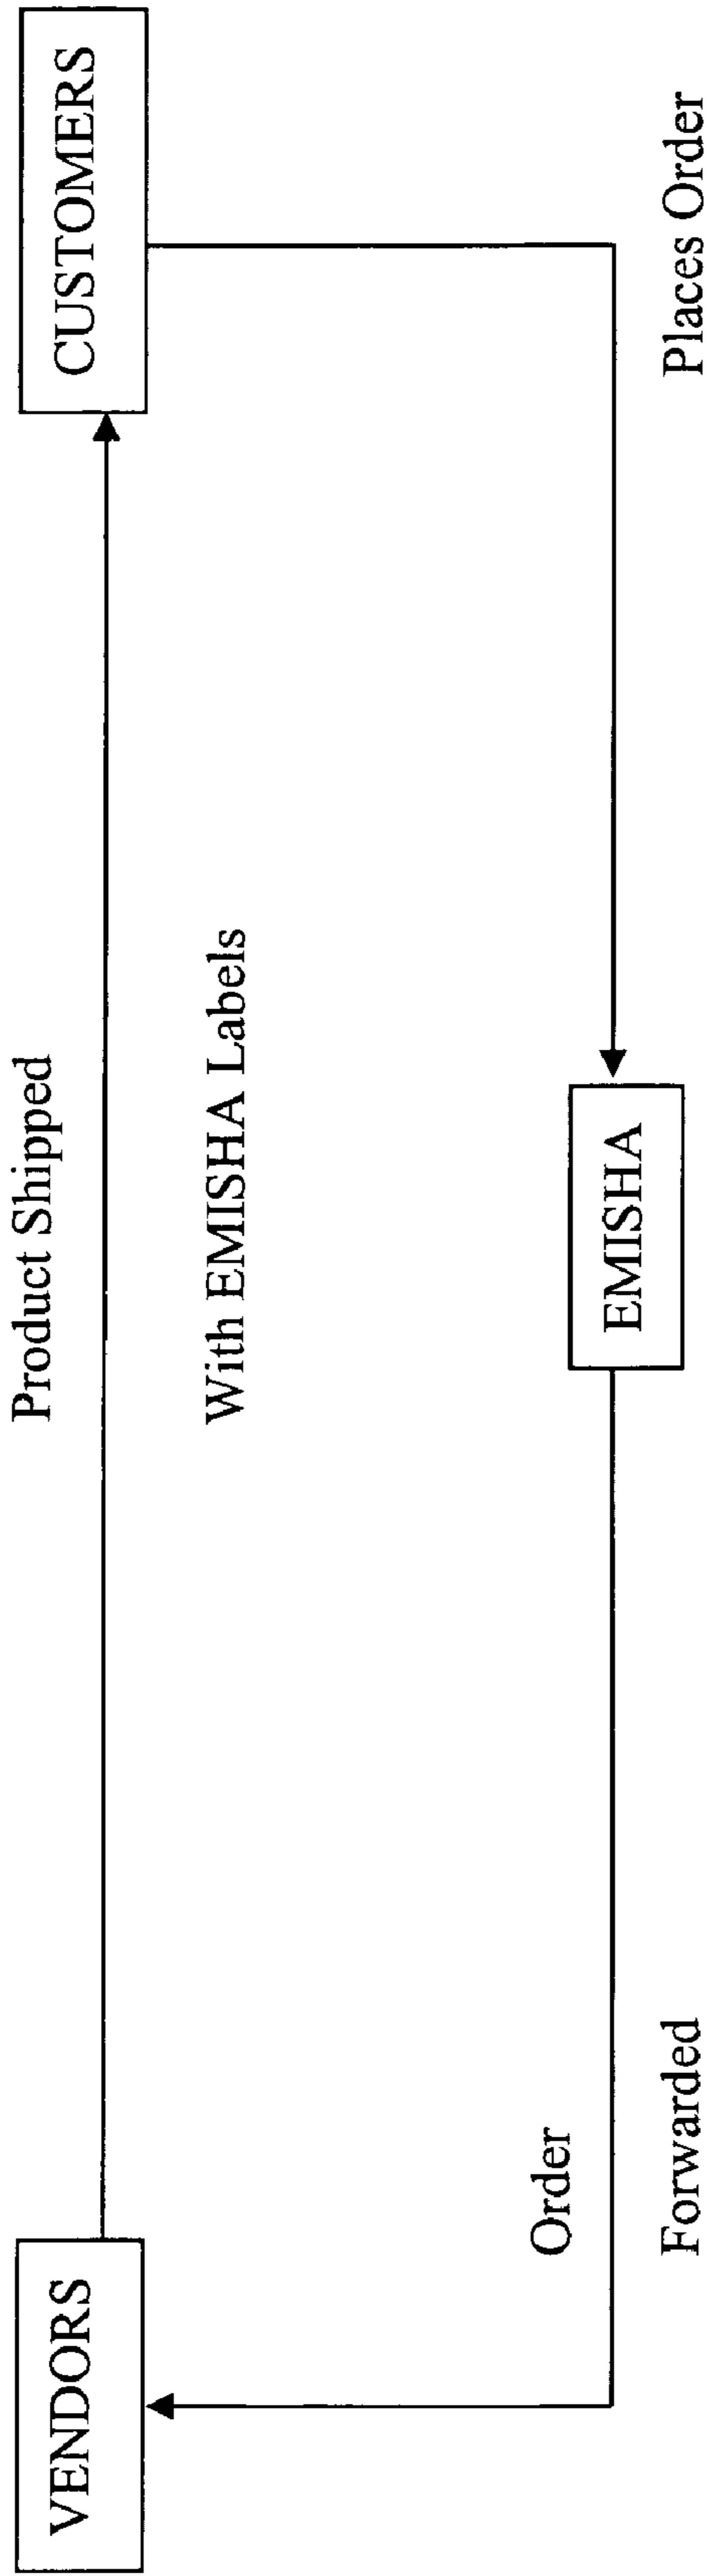 VENDORS
Product Shipped
With EMISHA Labels
CUSTOMERS
Order
Forwarded
EMISHA
Places Order